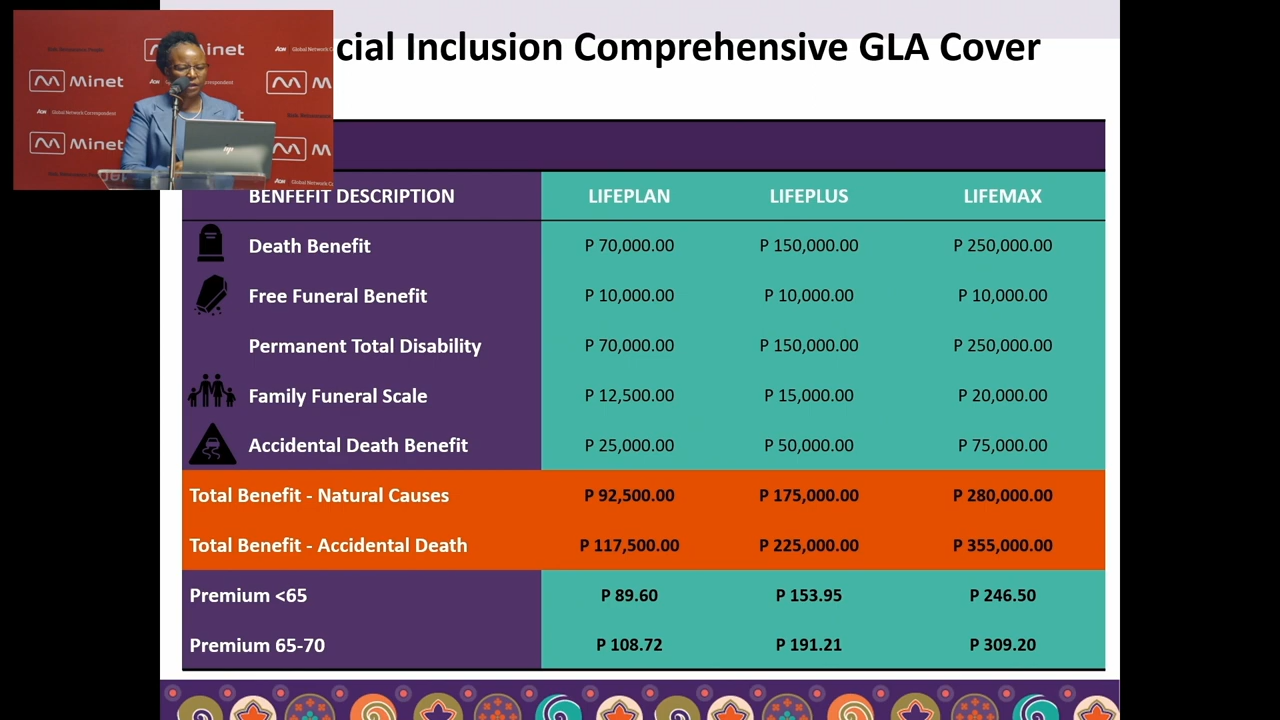 cial Inclusion Comprehensive GLA Cover
Minet
Minet
AON Global Network Correspondent
Minet
hp
BENFEFIT DESCRIPTION LIFEPLAN LIFEPLUS LIFEMAX
Death Benefit P 70,000.00 P 150,000.00 P 250,000.00
Free Funeral Benefit P 10,000.00 P 10,000.00 P 10,000.00
Permanent Total Disability P 70,000.00 P 150,000.00 P 250,000.00
Family Funeral Scale P 12,500.00 P 15,000.00 P 20,000.00
Accidental Death Benefit P 25,000.00 P 50,000.00 P 75,000.00
Total Benefit - Natural Causes P 92,500.00 P 175,000.00 P 280,000.00
Total Benefit - Accidental Death P 117,500.00 P 225,000.00 P 355,000.00
Premium <65 P 89.60 P 153.95 P 246.50
Premium 65-70 P 108.72 P 191.21 P 309.20